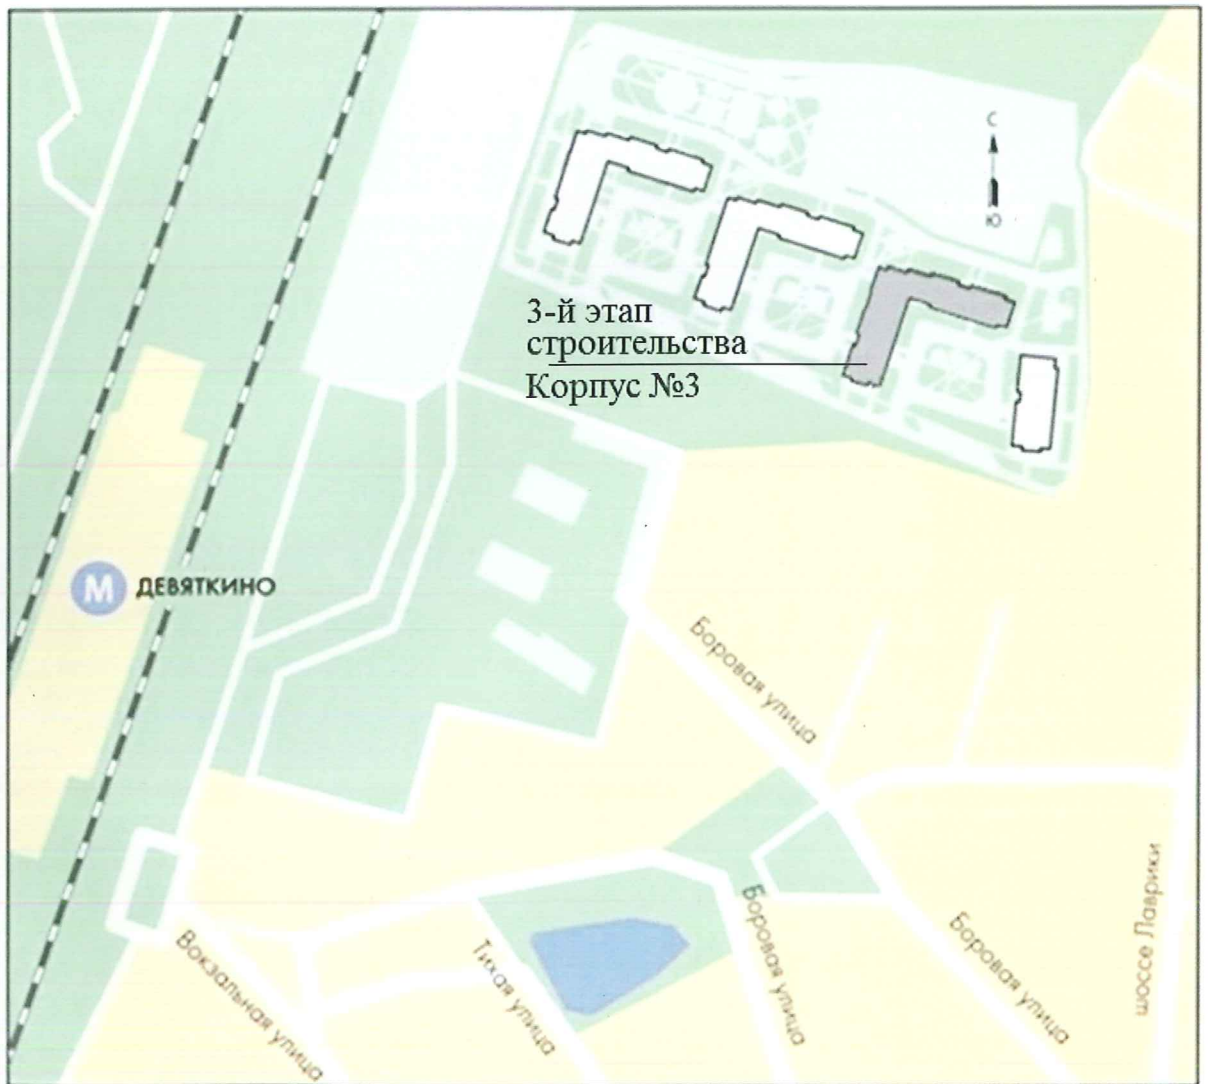 С
Ю
3-й этап
строительства
Корпус №3
М ДЕВЯТКИНО
Боровая улица
Боровая улица
Боровая улица
Тихая улица
Вокзальная улица
шоссе Лаврики